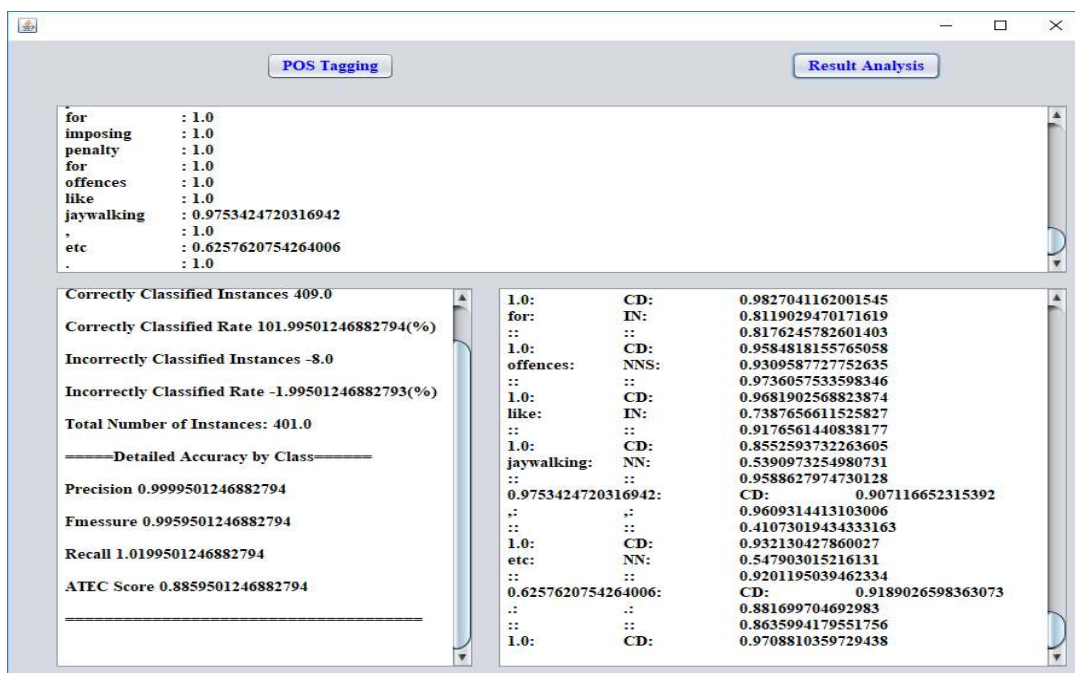 POS Tagging Result Analysis
for : 1.0
imposing : 1.0
penalty : 1.0
for : 1.0
offences : 1.0
like : 1.0
jaywalking : 0.9753424720316942
, : 1.0
etc : 0.6257620754264006
. : 1.0
Correctly Classified Instances 409.0
Correctly Classified Rate 101.99501246882794(%)
Incorrectly Classified Instances -8.0
Incorrectly Classified Rate -1.99501246882793(%)
Total Number of Instances: 401.0
=====Detailed Accuracy by Class======
Precision 0.9999501246882794
Fmessure 0.9959501246882794
Recall 1.0199501246882794
ATEC Score 0.8859501246882794
=====================================
1.0: CD: 0.9827041162001545
for: IN: 0.8119029470171619
:: :: 0.8176245782601403
1.0: CD: 0.9584818155765058
offences: NNS: 0.9309587727752635
:: :: 0.9736057533598346
1.0: CD: 0.9681902568823874
like: IN: 0.7387656611525827
:: :: 0.9176561440838177
1.0: CD: 0.8552593732263605
jaywalking: NN: 0.5390973254980731
:: :: 0.9588627974730128
0.9753424720316942: CD: 0.907116652315392
,: ,: 0.9609314413103006
:: :: 0.41073019434333163
1.0: CD: 0.932130427860027
etc: NN: 0.547903015216131
:: :: 0.9201195039462334
0.6257620754264006: CD: 0.9189026598363073
.: .: 0.881699704692983
:: :: 0.8635994179551756
1.0: CD: 0.9708810359729438